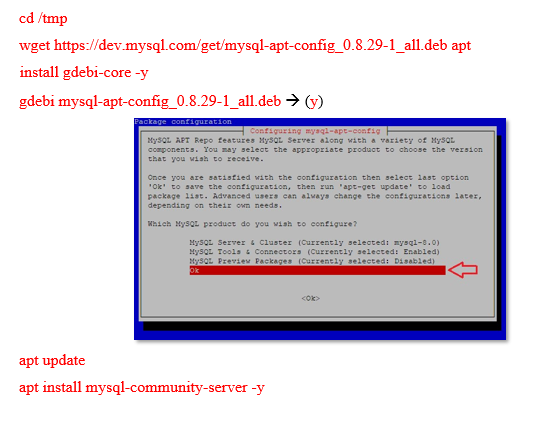 cd /tmp
wget https://dev.mysql.com/get/mysql-apt-config_0.8.29-1_all.deb apt
install gdebi-core -y
gdebi mysql-apt-config_0.8.29-1_all.deb → (y)
Package configuration
Configuring mysql-apt-config
MySQL APT Repo features MySQL Server along with a variety of MySQL
components. You may select the appropriate product to choose the version
that you wish to receive.
Once you are satisfied with the configuration then select last option
'Ok' to save the configuration, then run 'apt-get update' to load
package list. Advanced users can always change the configurations later,
depending on their own needs.
Which MySQL product do you wish to configure?
MySQL Server & Cluster (Currently selected: mysql-8.0)
MySQL Tools & Connectors (Currently selected: Enabled)
MySQL Preview Packages (Currently selected: Disabled)
Ok
<Ok>
apt update
apt install mysql-community-server -y